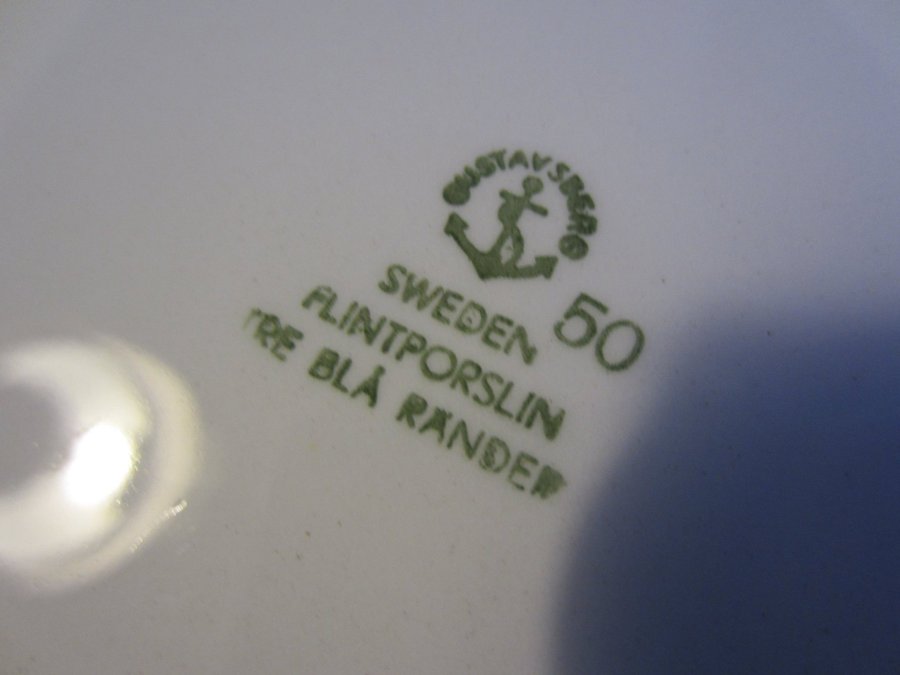 GUSTAVSBERG
SWEDEN 50
FLINTPORSLIN
TRE BLÅ RÄNDER